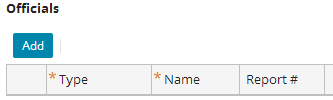 Officials
Add
* Type * Name Report #